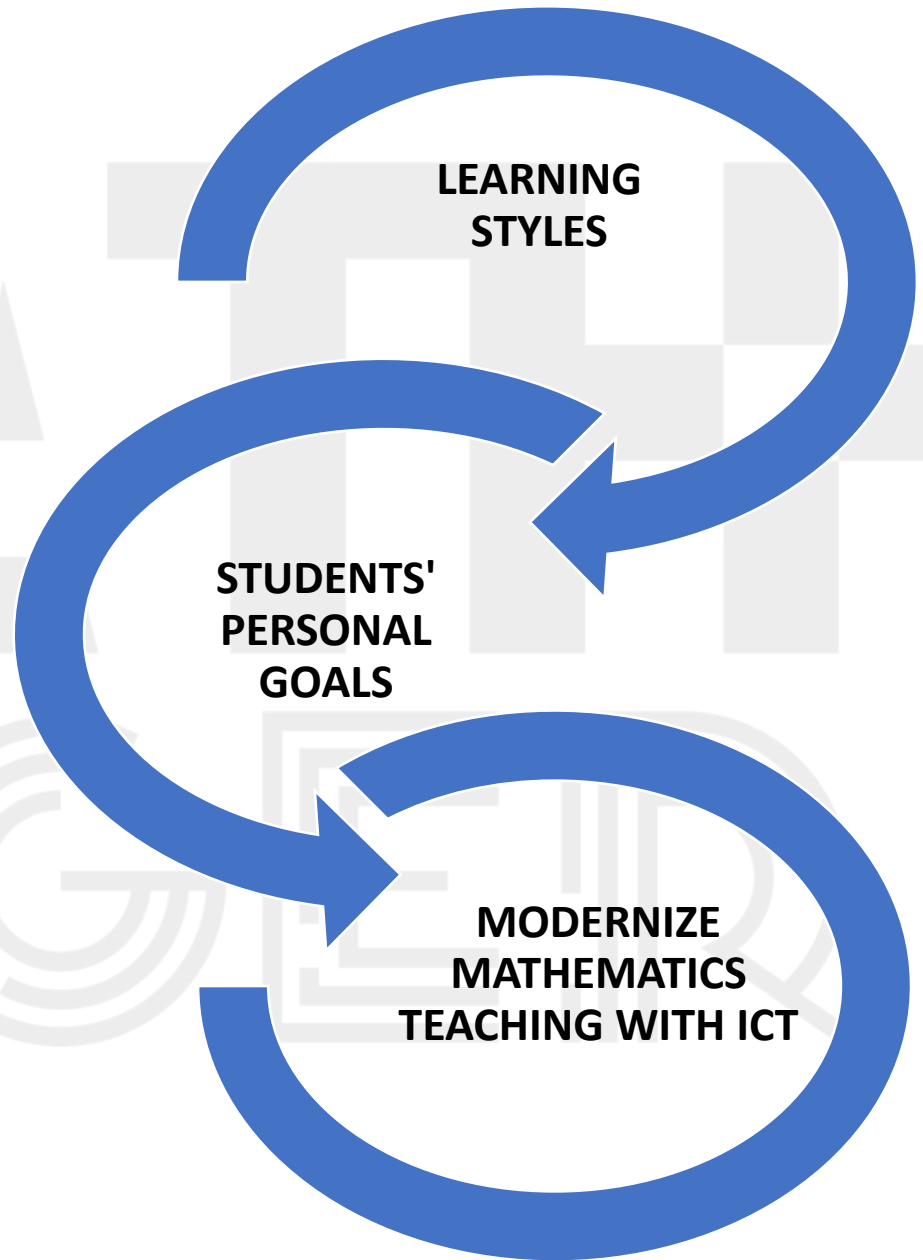 LEARNING
STYLES
STUDENTS'
PERSONAL
GOALS
MODERNIZE
MATHEMATICS
TEACHING WITH ICT